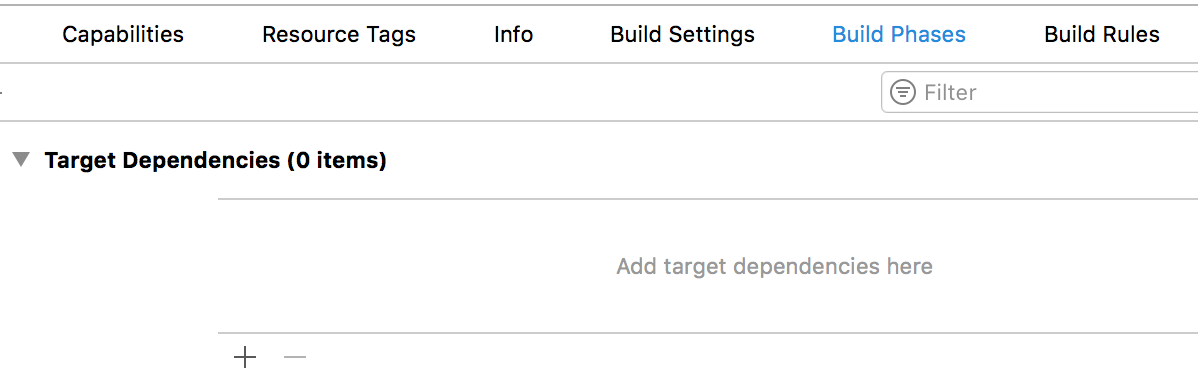 Capabilities Resource Tags Info Build Settings Build Phases Build Rules
Filter
Target Dependencies (0 items)
Add target dependencies here